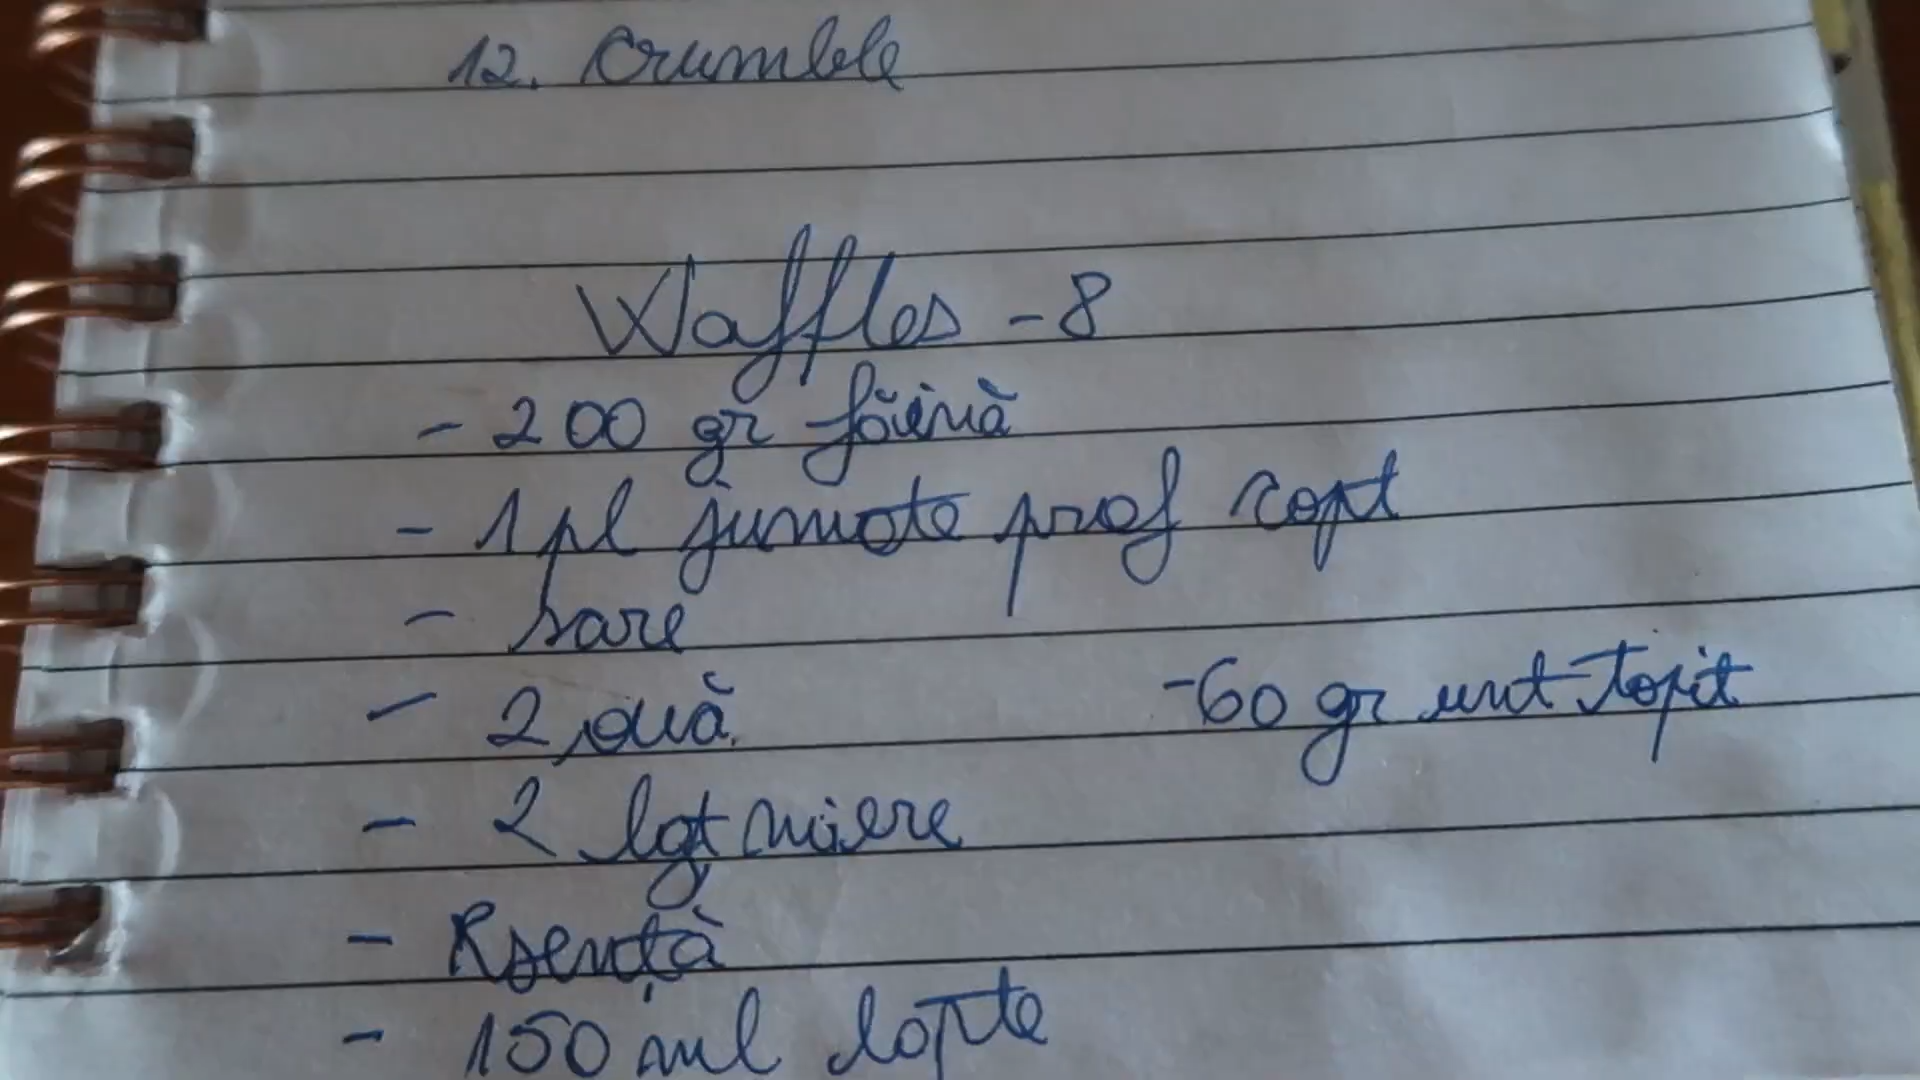 12. Crumble
Waffles - 8
- 200 gr făină
- 1 pl jumate praf copt
- sare
- 2 ouă
- 60 gr unt topit
- 2 lgt miere
- Esență
- 150 ml lapte